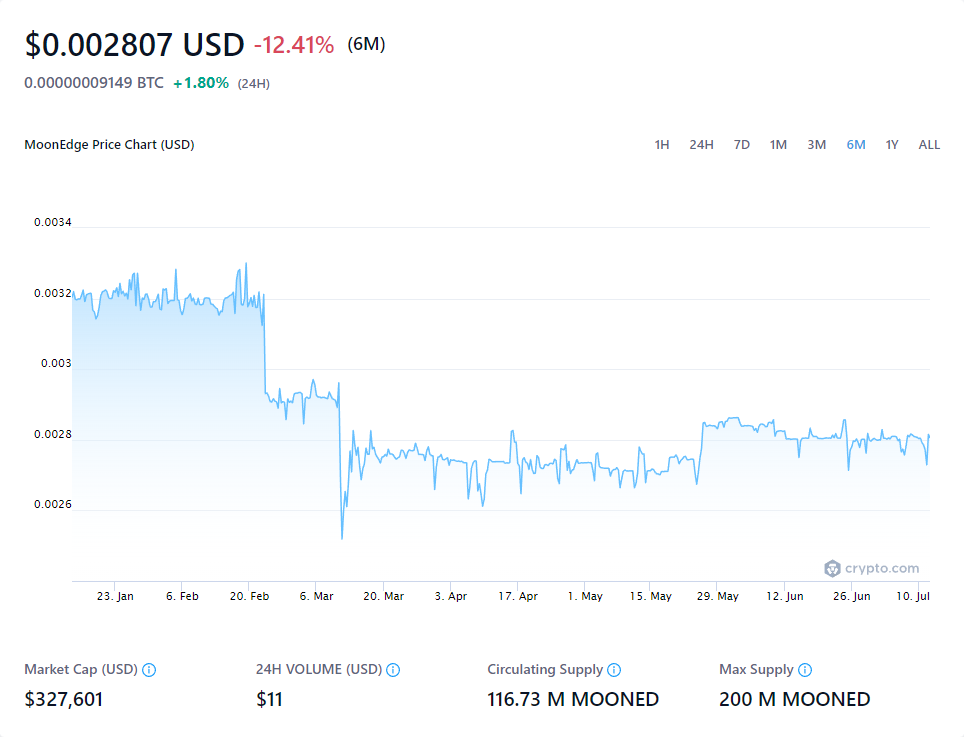 $0.002807 USD -12.41% (6M)
0.00000009149 BTC +1.80% (24H)
MoonEdge Price Chart (USD) 1H 24H 7D 1M 3M 6M 1Y ALL
0.0034
0.0032
0.003
0.0028
0.0026
crypto.com
23. Jan 6. Feb 20. Feb 6. Mar 20. Mar 3. Apr 17. Apr 1. May 15. May 29. May 12. Jun 26. Jun 10. Jul
Market Cap (USD) 24H VOLUME (USD) Circulating Supply Max Supply
$327,601 $11 116.73 M MOONED 200 M MOONED